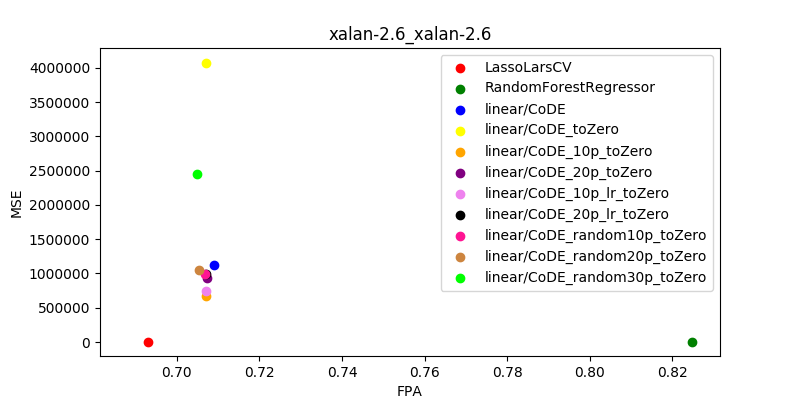 xalan-2.6_xalan-2.6
4000000
3500000
3000000
2500000
2000000
1500000
1000000
500000
0
MSE
LassoLarsCV
RandomForestRegressor
linear/CoDE
linear/CoDE_toZero
linear/CoDE_10p_toZero
linear/CoDE_20p_toZero
linear/CoDE_10p_lr_toZero
linear/CoDE_20p_lr_toZero
linear/CoDE_random10p_toZero
linear/CoDE_random20p_toZero
linear/CoDE_random30p_toZero
0.70 0.72 0.74 0.76 0.78 0.80 0.82
FPA